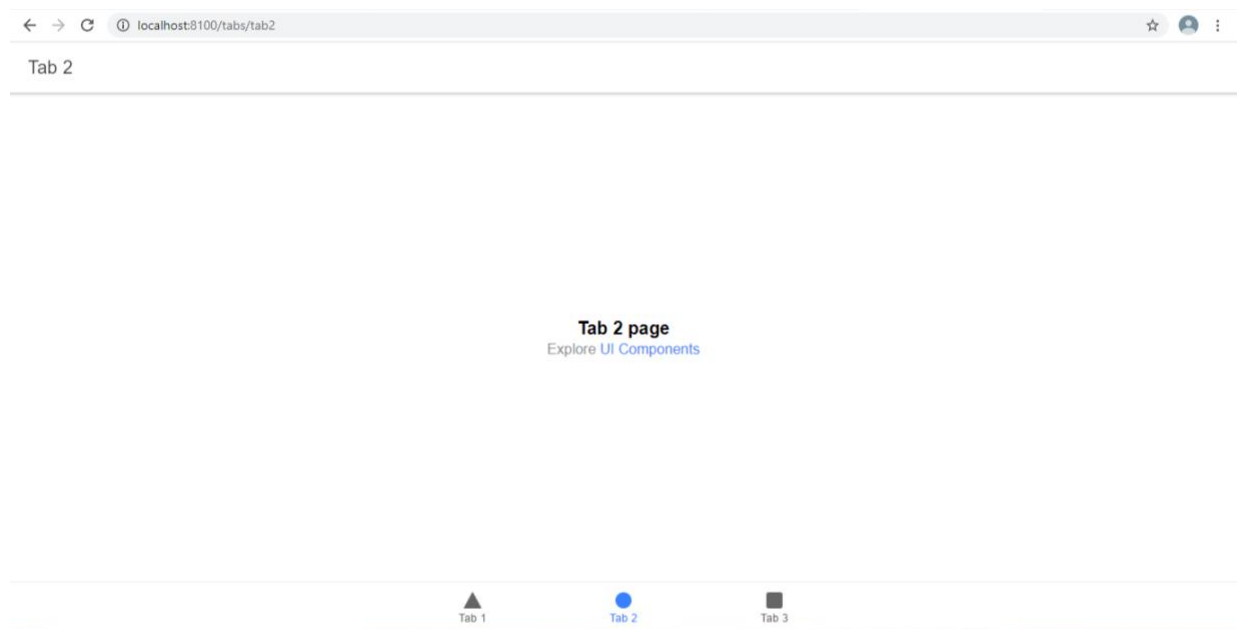 localhost:8100/tabs/tab2
Tab 2
Tab 2 page
Explore UI Components
Tab 1 Tab 2 Tab 3